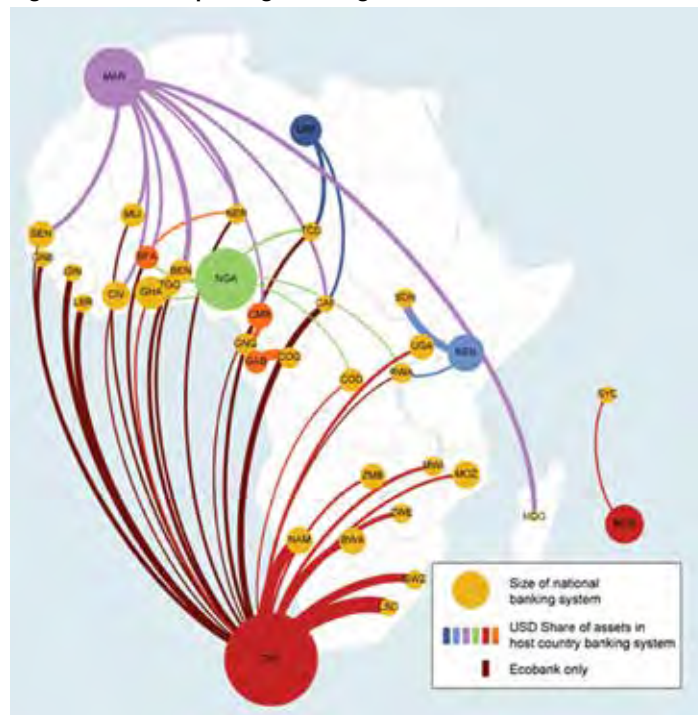 MAR
LBY
MLI
NER
SEN
GNB
GIN
LBR
BFA
BEN
TCD
NGA
CIV
GHA
TGO
CMR
CAF
GNQ
GAB
COG
COD
UGA
RWA
KEN
SYC
ZMB
MWI
MOZ
ZWE
NAM
BWA
MDG
MUS
SWZ
LSO
Size of national
banking system
USD Share of assets in
host country banking system
Ecobank only